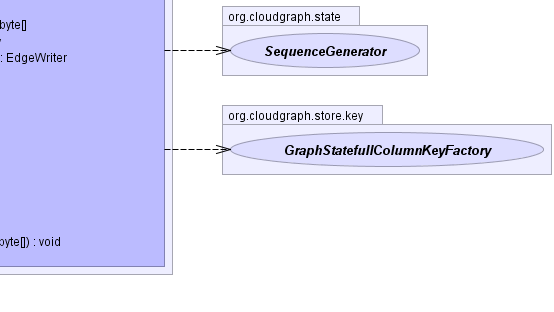 org.cloudgraph.state
byte[]
: EdgeWriter
SequenceGenerator
org.cloudgraph.store.key
GraphStatefullColumnKeyFactory
byte[]) : void